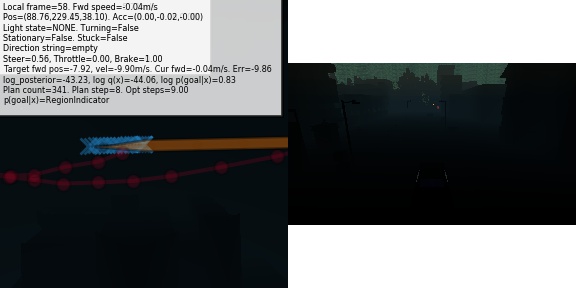 Local frame=58. Fwd speed=-0.04m/s
Pos=(88.76,229.45,38.10). Acc=(0.00,-0.02,-0.00)
Light state=NONE. Turning=False
Stationary=False. Stuck=False
Direction string=empty
Steer=0.56, Throttle=0.00, Brake=1.00
Target fwd pos=-7.92, vel=-9.90m/s. Cur fwd=-0.04m/s. Err=-9.86
log_posterior=-43.23, log q(x)=-44.06, log p(goal|x)=0.83
Plan count=341. Plan step=8. Opt steps=9.00
p(goal|x)=RegionIndicator